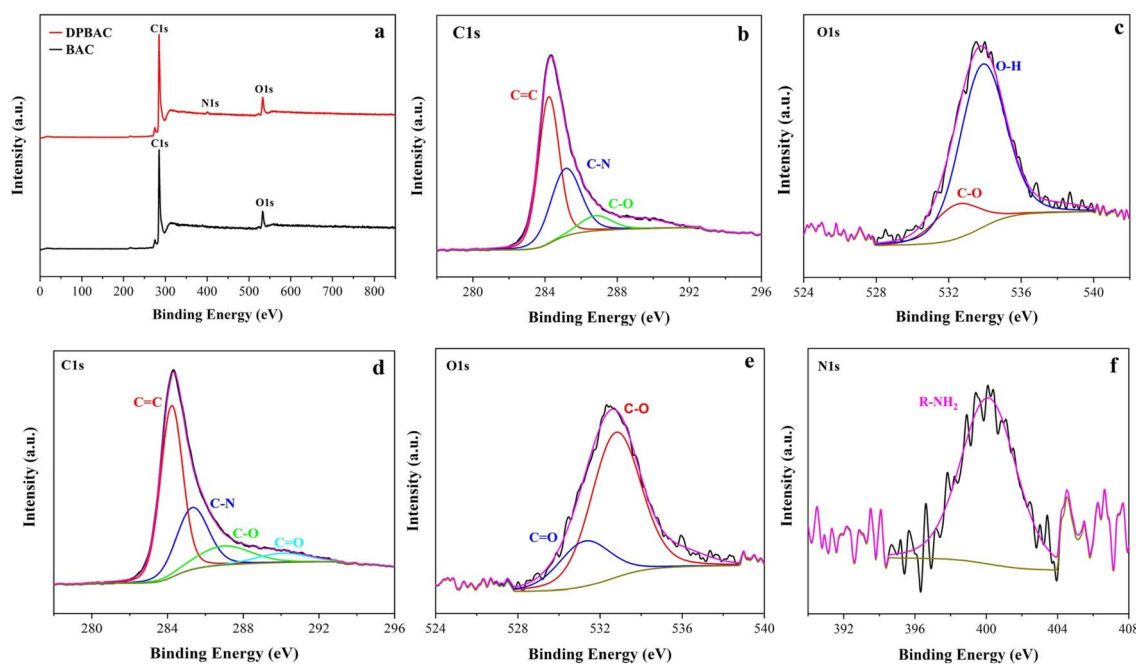 a
DPBAC
BAC
C1s
N1s
O1s
C1s
O1s
Intensity (a.u.)
0 100 200 300 400 500 600 700 800
Binding Energy (eV)
C1s
b
C=C
C-N
C-O
Intensity (a.u.)
280 284 288 292 296
Binding Energy (eV)
O1s
c
O-H
C-O
Intensity (a.u.)
524 528 532 536 540
Binding Energy (eV)
C1s
d
C=C
C-N
C-O
C=O
Intensity (a.u.)
280 284 288 292 296
Binding Energy (eV)
O1s
e
C-O
C=O
Intensity (a.u.)
524 528 532 536 540
Binding Energy (eV)
N1s
f
R-NH₂
Intensity (a.u.)
392 396 400 404 408
Binding Energy (eV)